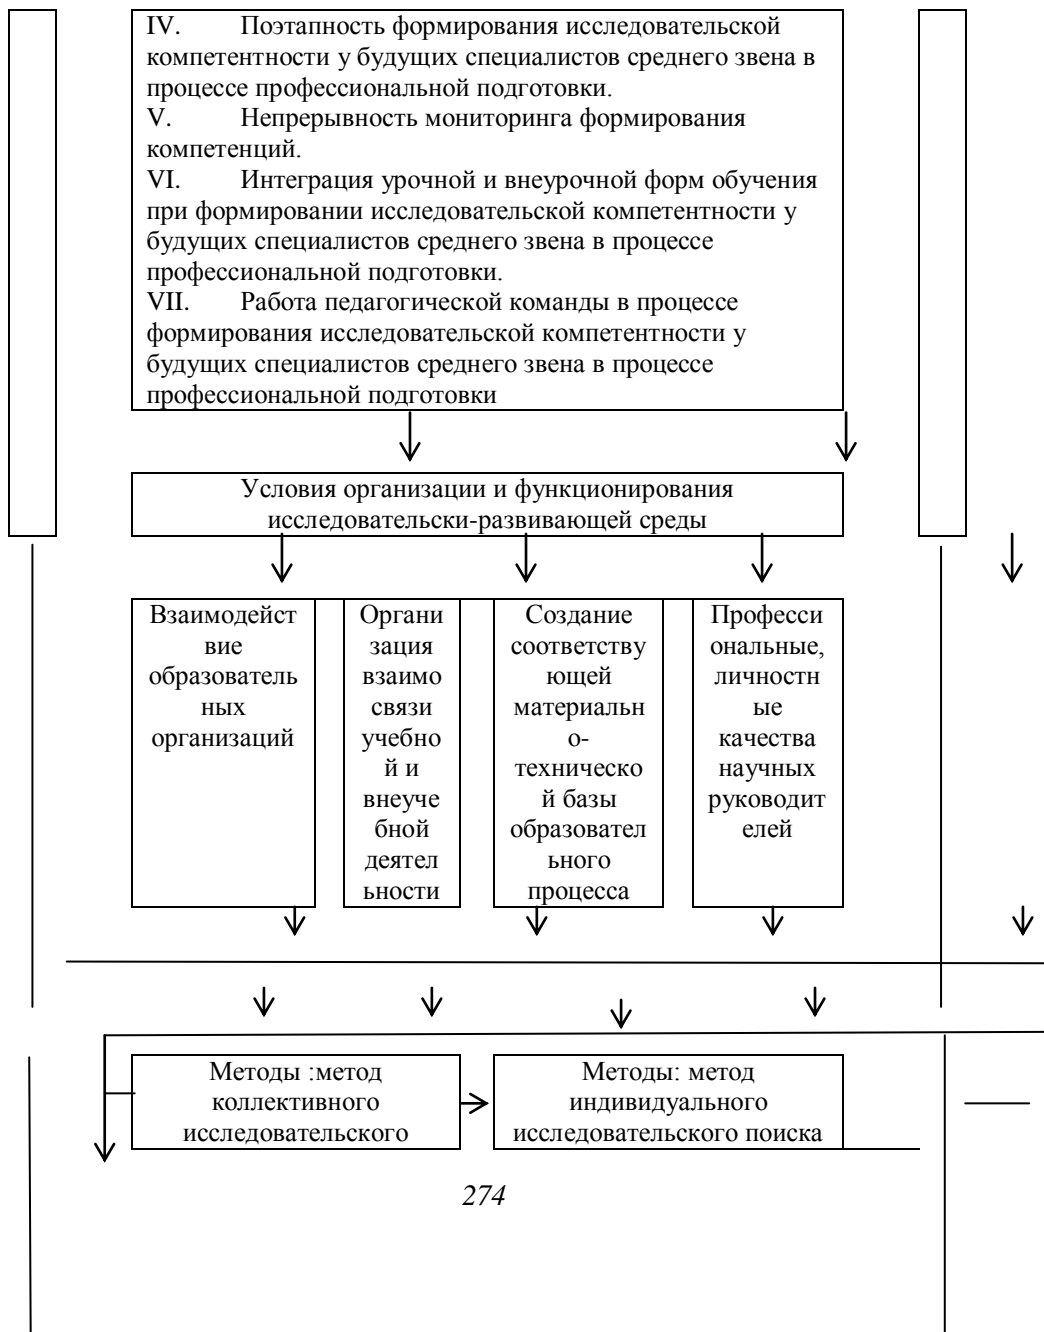 IV. Поэтапность формирования исследовательской
компетентности у будущих специалистов среднего звена в
процессе профессиональной подготовки.
V. Непрерывность мониторинга формирования
компетенций.
VI. Интеграция урочной и внеурочной форм обучения
при формировании исследовательской компетентности у
будущих специалистов среднего звена в процессе
профессиональной подготовки.
VII. Работа педагогической команды в процессе
формирования исследовательской компетентности у
будущих специалистов среднего звена в процессе
профессиональной подготовки
Условия организации и функционирования
исследовательски-развивающей среды
Взаимодейст
вие
образователь
ных
организаций
Органи
зация
взаимо
связи
учебно
й и
внеуче
бной
деятел
ьности
Создание
соответству
ющей
материальн
о-
техническо
й базы
образовател
ьного
процесса
Професси
ональные,
личностн
ые
качества
научных
руководит
елей
Методы :метод
коллективного
исследовательского
Методы: метод
индивидуального
исследовательского поиска
274